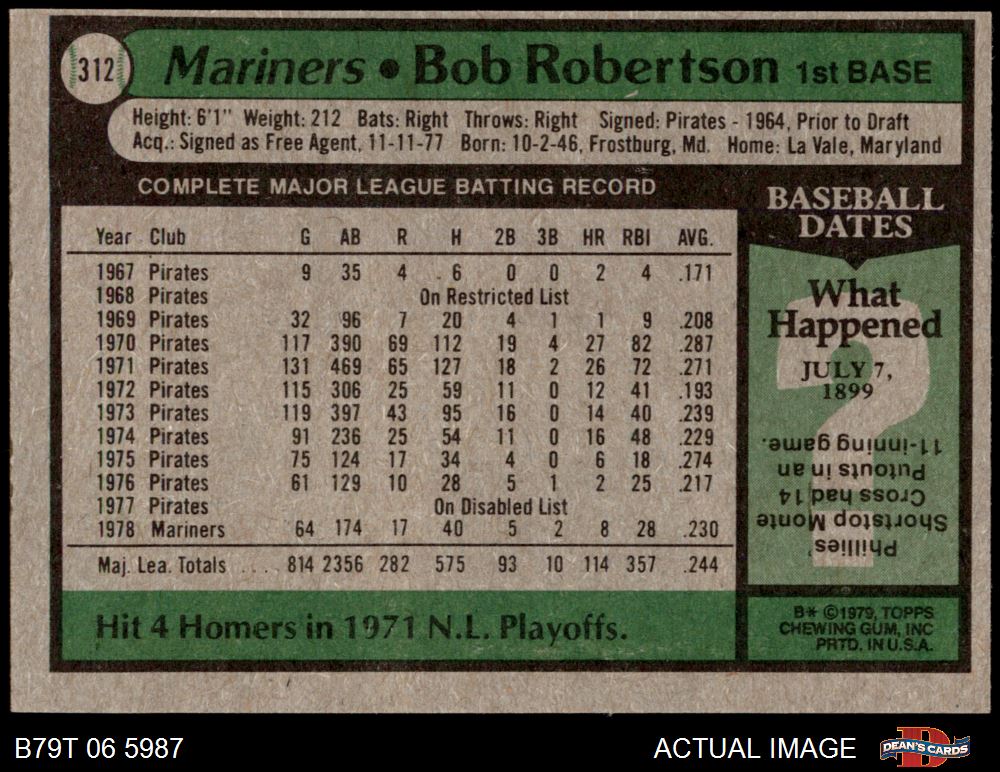 312 Mariners • Bob Robertson 1st BASE
Height: 6'1" Weight: 212 Bats: Right Throws: Right Signed: Pirates - 1964, Prior to Draft
Acq.: Signed as Free Agent, 11-11-77 Born: 10-2-46, Frostburg, Md. Home: La Vale, Maryland
COMPLETE MAJOR LEAGUE BATTING RECORD
Year Club G AB R H 2B 3B HR RBI AVG.
1967 Pirates 9 35 4 6 0 0 2 4 .171
1968 Pirates On Restricted List
1969 Pirates 32 96 7 20 4 1 1 9 .208
1970 Pirates 117 390 69 112 19 4 27 82 .287
1971 Pirates 131 469 65 127 18 2 26 72 .271
1972 Pirates 115 306 25 59 11 0 12 41 .193
1973 Pirates 119 397 43 95 16 0 14 40 .239
1974 Pirates 91 236 25 54 11 0 16 48 .229
1975 Pirates 75 124 17 34 4 0 6 18 .274
1976 Pirates 61 129 10 28 5 1 2 25 .217
1977 Pirates On Disabled List
1978 Mariners 64 174 17 40 5 2 8 28 .230
Maj. Lea. Totals .... 814 2356 282 575 93 10 114 357 .244
Hit 4 Homers in 1971 N.L. Playoffs.
BASEBALL
DATES
What
Happened
JULY 7,
1899
?
Phillies'
Shortstop Monte
Cross had 14
Putouts in an
11-inning game.
B* ©1979, TOPPS
CHEWING GUM, INC
PRTD. IN U.S.A.
B79T 06 5987
ACTUAL IMAGE
D
DEAN'S CARDS